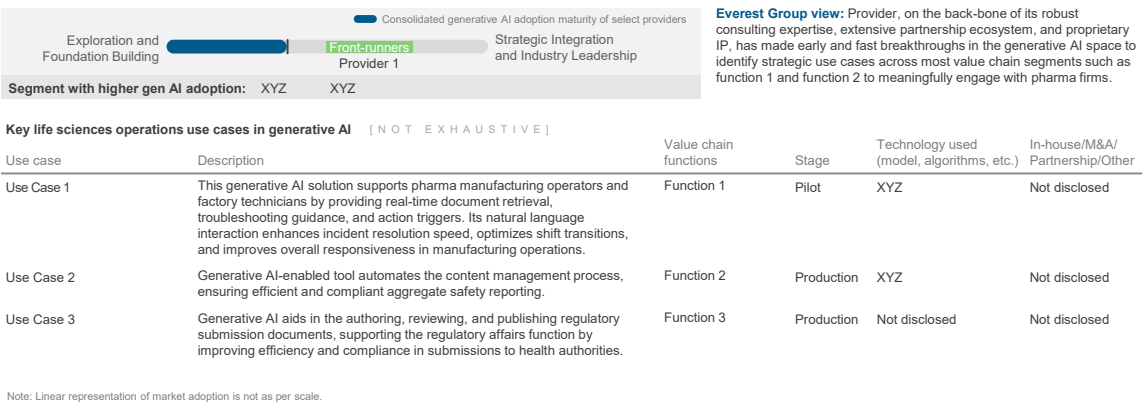 Consolidated generative AI adoption maturity of select providers
Exploration and
Foundation Building
Front-runners
Provider 1
Strategic Integration
and Industry Leadership
Segment with higher gen AI adoption: XYZ XYZ
Everest Group view: Provider, on the back-bone of its robust
consulting expertise, extensive partnership ecosystem, and proprietary
IP, has made early and fast breakthroughs in the generative AI space to
identify strategic use cases across most value chain segments such as
function 1 and function 2 to meaningfully engage with pharma firms.
Key life sciences operations use cases in generative AI [NOT EXHAUSTIVE]
Use case
Description
Value chain
functions
Stage
Technology used
(model, algorithms, etc.)
In-house/M&A/
Partnership/Other
Use Case 1
This generative AI solution supports pharma manufacturing operators and
factory technicians by providing real-time document retrieval,
troubleshooting guidance, and action triggers. Its natural language
interaction enhances incident resolution speed, optimizes shift transitions,
and improves overall responsiveness in manufacturing operations.
Function 1
Pilot
XYZ
Not disclosed
Use Case 2
Generative AI-enabled tool automates the content management process,
ensuring efficient and compliant aggregate safety reporting.
Function 2
Production
XYZ
Not disclosed
Use Case 3
Generative AI aids in the authoring, reviewing, and publishing regulatory
submission documents, supporting the regulatory affairs function by
improving efficiency and compliance in submissions to health authorities.
Function 3
Production
Not disclosed
Not disclosed
Note: Linear representation of market adoption is not as per scale.